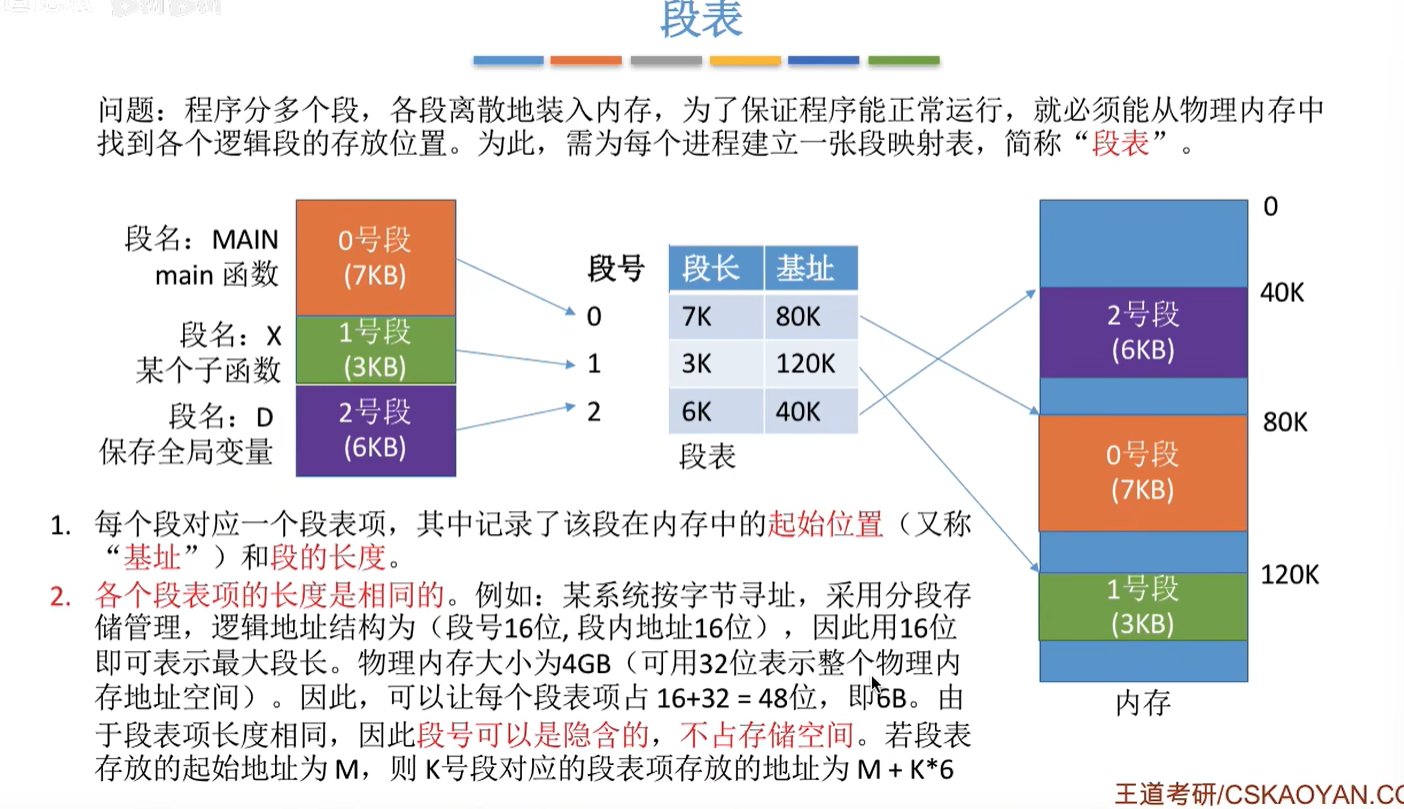 段表
问题：程序分多个段，各段离散地装入内存，为了保证程序能正常运行，就必须能从物理内存中
找到各个逻辑段的存放位置。为此，需为每个进程建立一张段映射表，简称“段表”。
段名：MAIN
main 函数
0号段
(7KB)
段名：X
某个子函数
1号段
(3KB)
段名：D
保存全局变量
2号段
(6KB)
段号 段长 基址
0 7K 80K
1 3K 120K
2 6K 40K
段表
0
40K
2号段
(6KB)
80K
0号段
(7KB)
120K
1号段
(3KB)
内存
1. 每个段对应一个段表项，其中记录了该段在内存中的起始位置（又称
“基址”）和段的长度。
2. 各个段表项的长度是相同的。例如：某系统按字节寻址，采用分段存
储管理，逻辑地址结构为（段号16位, 段内地址16位），因此用16位
即可表示最大段长。物理内存大小为4GB（可用32位表示整个物理内
存地址空间）。因此，可以让每个段表项占 16+32 = 48位，即6B。由
于段表项长度相同，因此段号可以是隐含的，不占存储空间。若段表
存放的起始地址为 M，则 K号段对应的段表项存放的地址为 M + K*6
王道考研/CSKAOYAN.CO